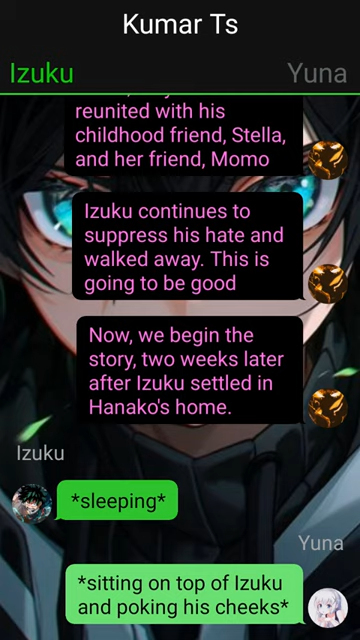 Kumar Ts
Izuku
Yuna
reunited with his
childhood friend, Stella,
and her friend, Momo
Izuku continues to
suppress his hate and
walked away. This is
going to be good
Now, we begin the
story, two weeks later
after Izuku settled in
Hanako's home.
Izuku
*sleeping*
Yuna
*sitting on top of Izuku
and poking his cheeks*